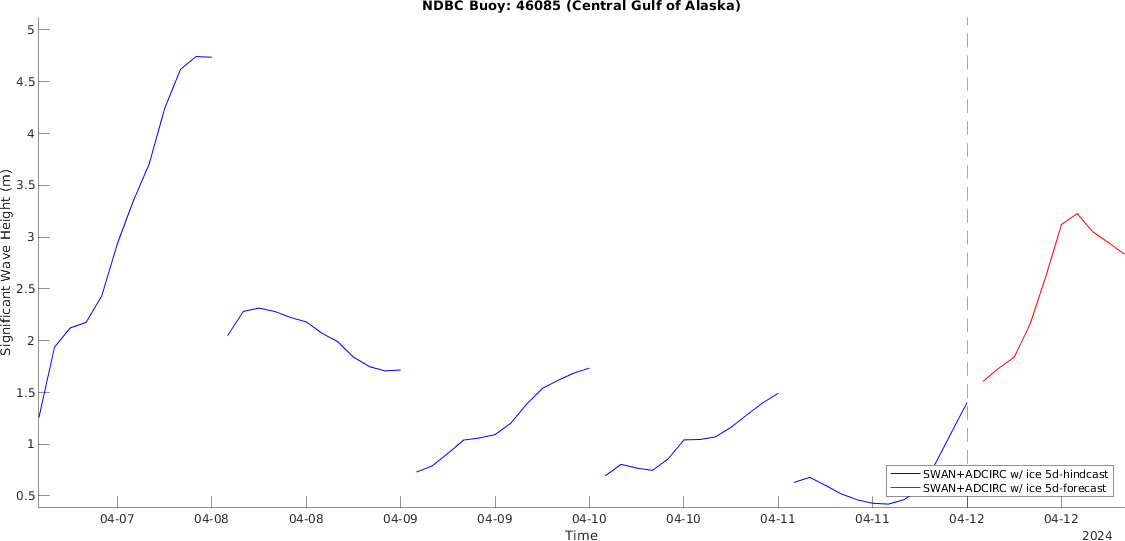 NDBC Buoy: 46085 (Central Gulf of Alaska)
Significant Wave Height (m)
5
4.5
4
3.5
3
2.5
2
1.5
1
0.5
SWAN+ADCIRC w/ ice 5d-hindcast
SWAN+ADCIRC w/ ice 5d-forecast
04-07 04-08 04-08 04-09 04-09 04-10 04-10 04-11 04-11 04-12 04-12
Time
2024